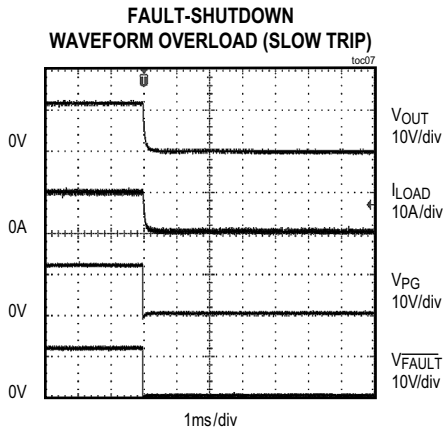 FAULT-SHUTDOWN
WAVEFORM OVERLOAD (SLOW TRIP)
toc07
T
0V
VOUT
10V/div
0A
ILOAD
10A/div
0V
VPG
10V/div
0V
VFAULT
10V/div
1ms/div